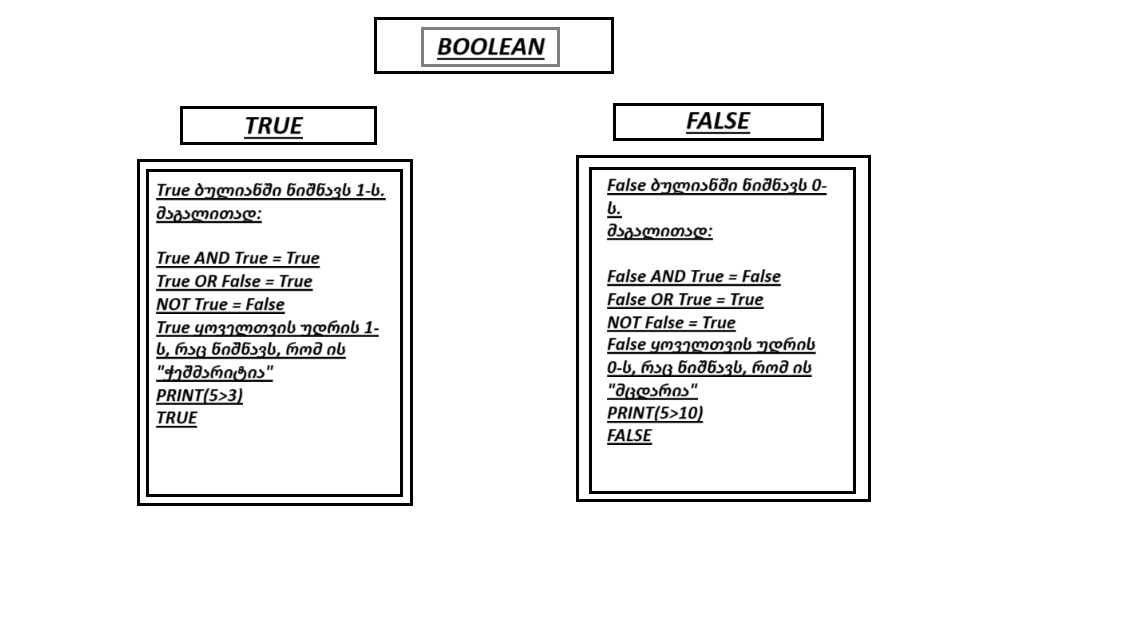 BOOLEAN
TRUE
True ბულიანში ნიშნავს 1-ს.
მაგალითად:
True AND True = True
True OR False = True
NOT True = False
True ყოველთვის უდრის 1-
ს, რაც ნიშნავს, რომ ის
"ჭეშმარიტია"
PRINT(5>3)
TRUE
FALSE
False ბულიანში ნიშნავს 0-
ს.
მაგალითად:
False AND True = False
False OR True = True
NOT False = True
False ყოველთვის უდრის
0-ს, რაც ნიშნავს, რომ ის
"მცდარია"
PRINT(5>10)
FALSE